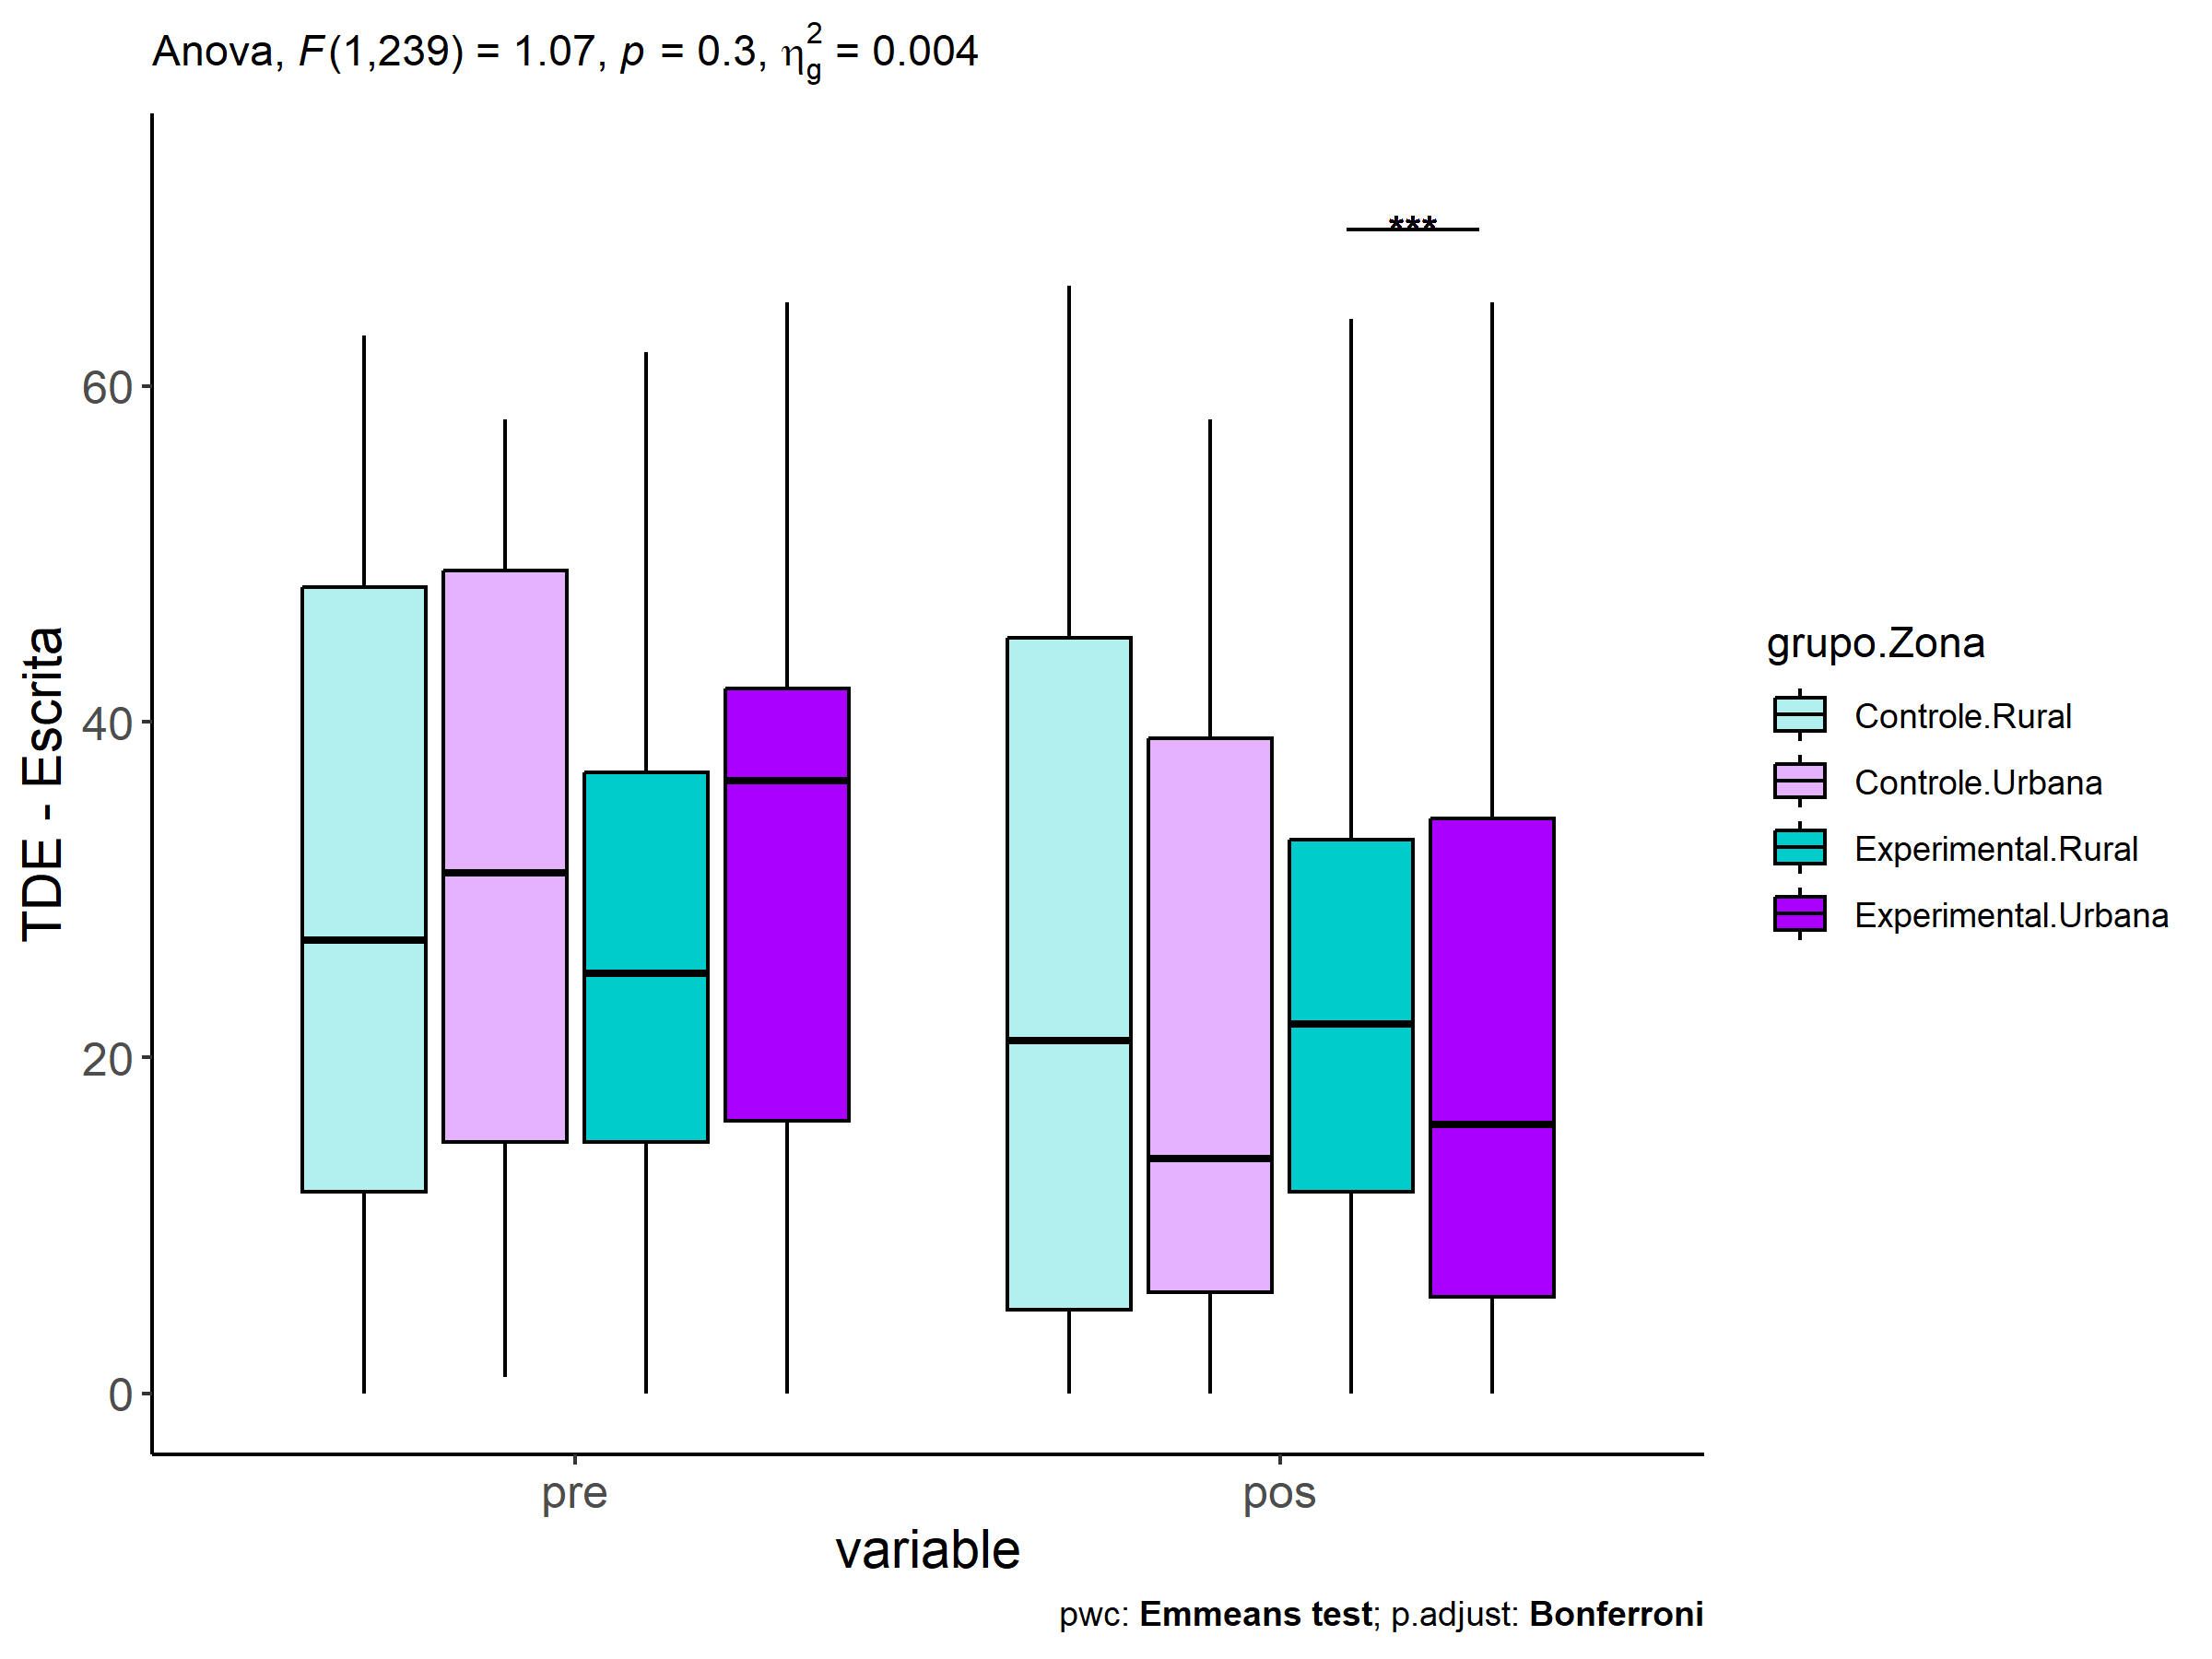 Anova, F(1,239) = 1.07, p = 0.3, η²g = 0.004
***
60
40
20
0
TDE - Escrita
pre
pos
variable
grupo.Zona
Controle.Rural
Controle.Urbana
Experimental.Rural
Experimental.Urbana
pwc: Emmeans test; p.adjust: Bonferroni